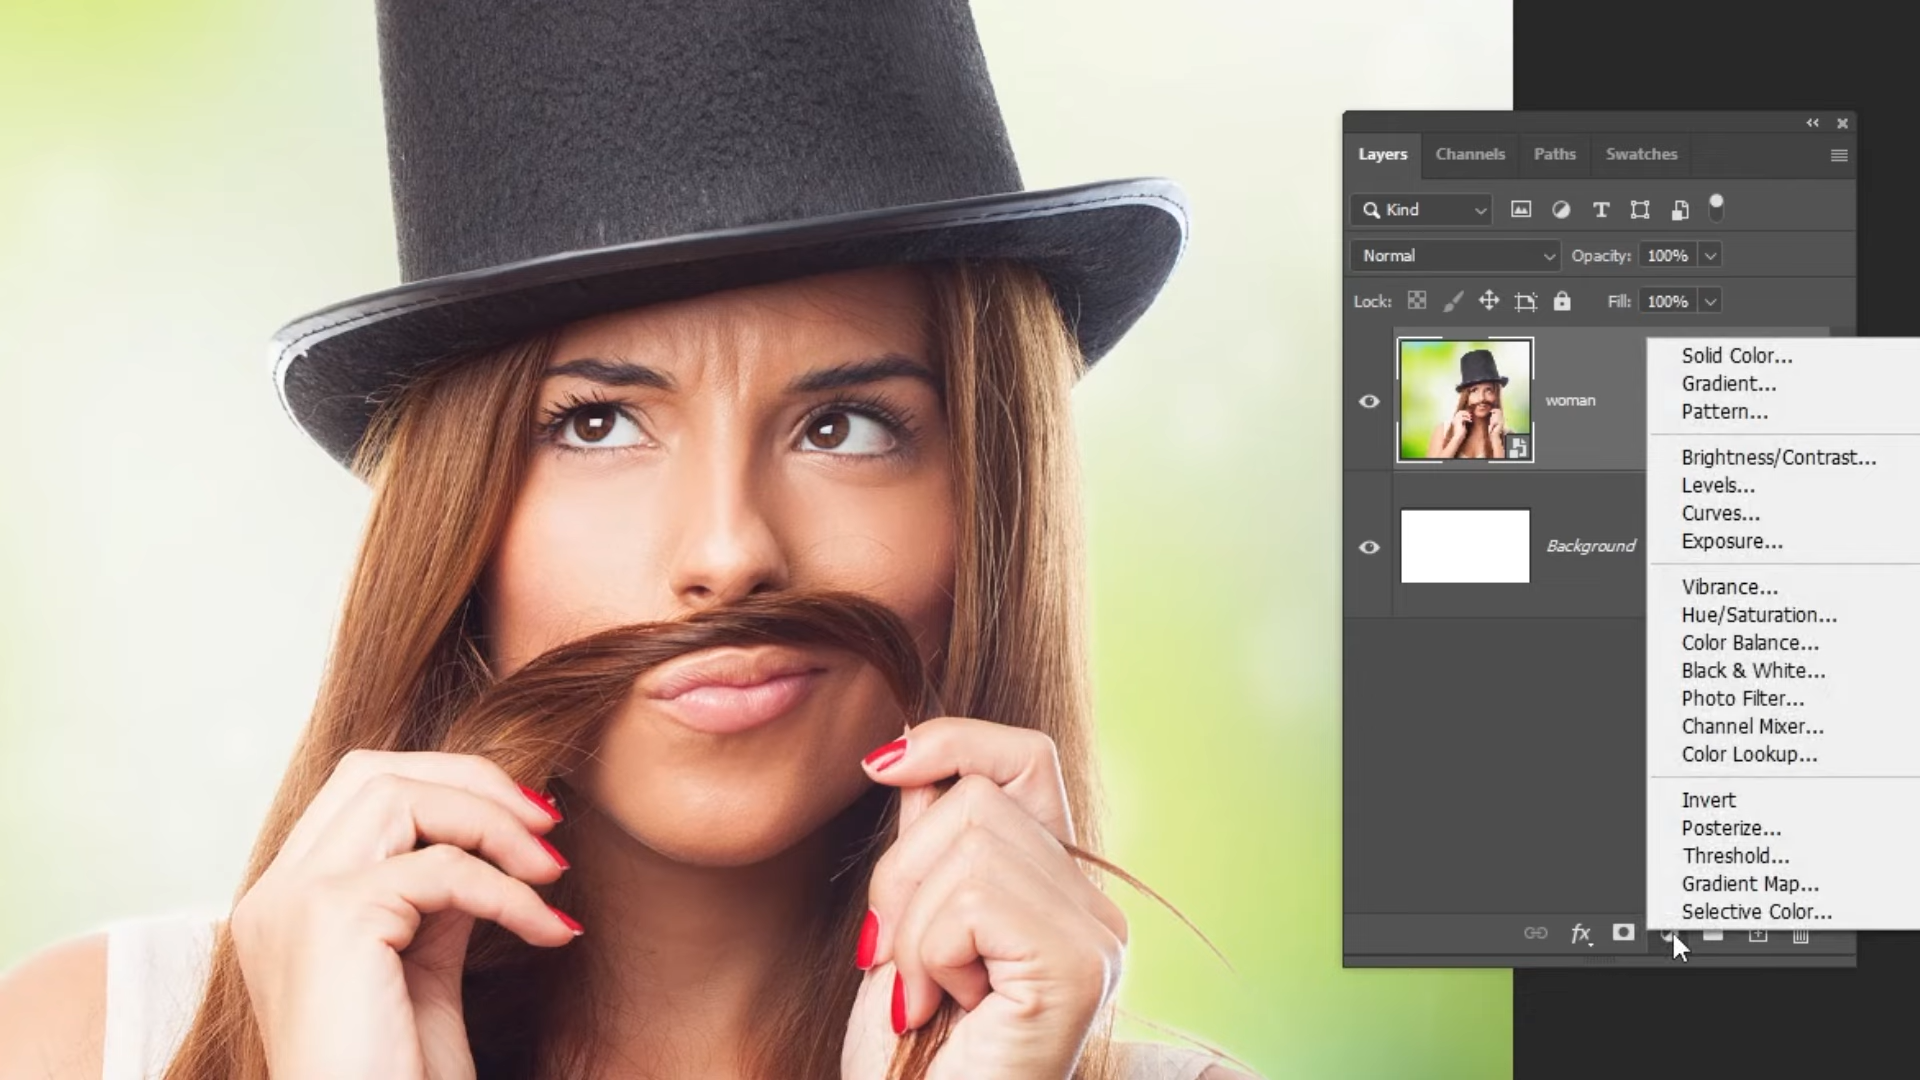 Layers Channels Paths Swatches
Kind
Normal Opacity: 100%
Lock: Fill: 100%
woman
Background
fx
Solid Color...
Gradient...
Pattern...
Brightness/Contrast...
Levels...
Curves...
Exposure...
Vibrance...
Hue/Saturation...
Color Balance...
Black & White...
Photo Filter...
Channel Mixer...
Color Lookup...
Invert
Posterize...
Threshold...
Gradient Map...
Selective Color...